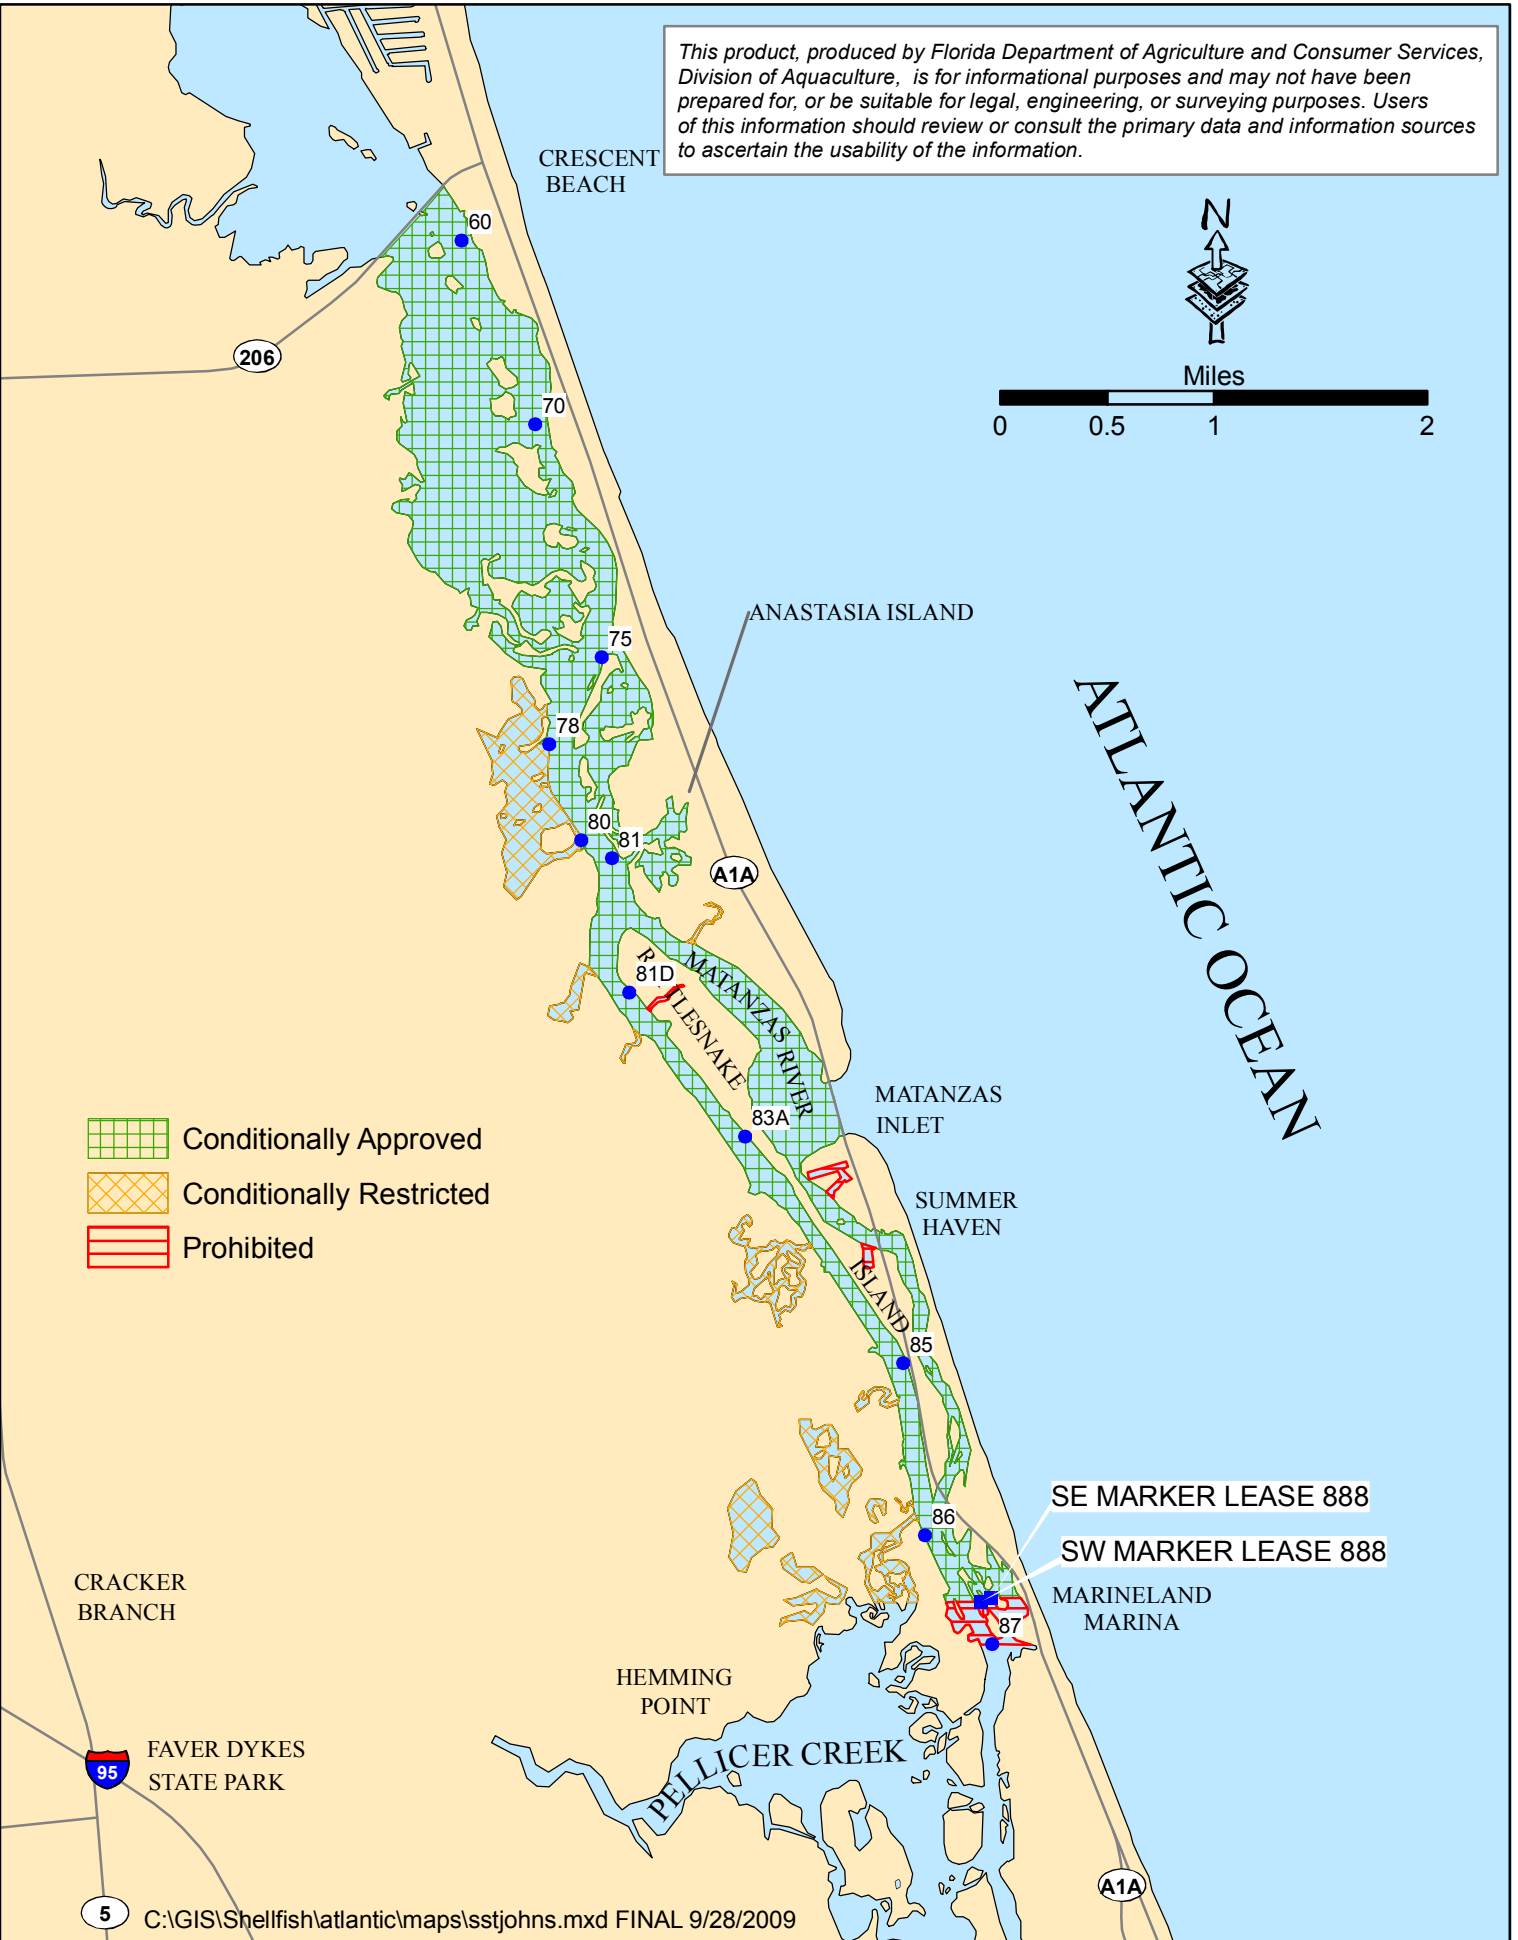 This product, produced by Florida Department of Agriculture and Consumer Services,
Division of Aquaculture, is for informational purposes and may not have been
prepared for, or be suitable for legal, engineering, or surveying purposes. Users
of this information should review or consult the primary data and information sources
to ascertain the usability of the information.
CRESCENT
BEACH
N
60
206
Miles
0 0.5 1 2
70
ANASTASIA ISLAND
75
78
ATLANTIC OCEAN
80
81
A1A
MATANZAS RIVER
81D
83A
MATANZAS
INLET
Conditionally Approved
Conditionally Restricted
Prohibited
SUMMER
HAVEN
ISLAND
85
SE MARKER LEASE 888
86
SW MARKER LEASE 888
CRACKER
BRANCH
MARINELAND
MARINA
87
HEMMING
POINT
PELLICER CREEK
FAVER DYKES
STATE PARK
95
A1A
5
C:\GIS\Shellfish\atlantic\maps\sstjohns.mxd FINAL 9/28/2009